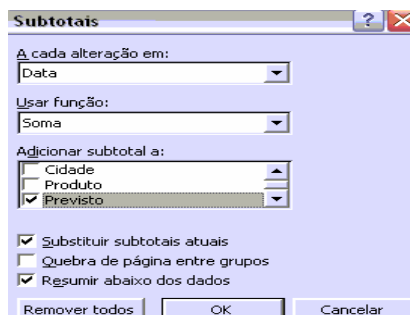 Subtotais
A cada alteração em:
Data
Usar função:
Soma
Adicionar subtotal a:
Cidade
Produto
Previsto
Substituir subtotais atuais
Quebra de página entre grupos
Resumir abaixo dos dados
Remover todos OK Cancelar